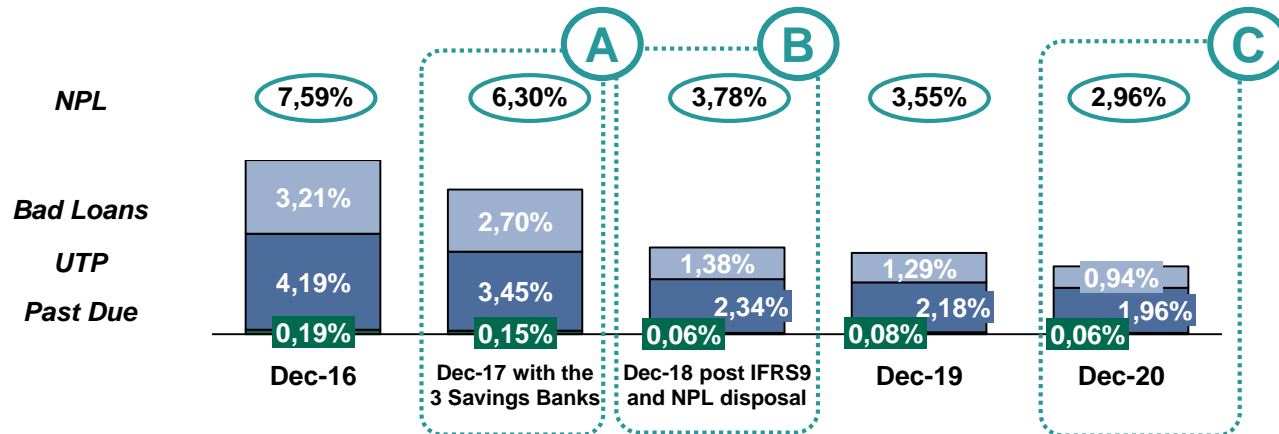 A B C
NPL 7,59% 6,30% 3,78% 3,55% 2,96%
Bad Loans 3,21% 2,70% 1,38% 1,29% 0,94%
UTP 4,19% 3,45% 2,34% 2,18% 1,96%
Past Due 0,19% 0,15% 0,06% 0,08% 0,06%
Dec-16 Dec-17 with the Dec-18 post IFRS9 Dec-19 Dec-20
3 Savings Banks and NPL disposal